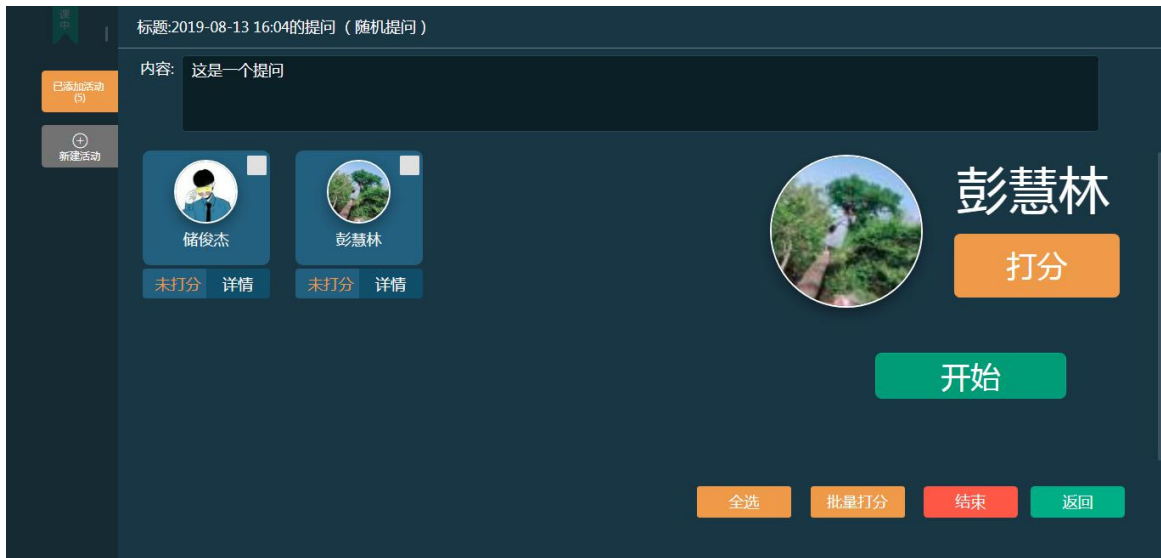 课
中
标题:2019-08-13 16:04的提问 ( 随机提问 )
已添加活动
(5)
新建活动
内容: 这是一个提问
储俊杰
彭慧林
未打分 详情
未打分 详情
彭慧林
打分
开始
全选 批量打分 结束 返回